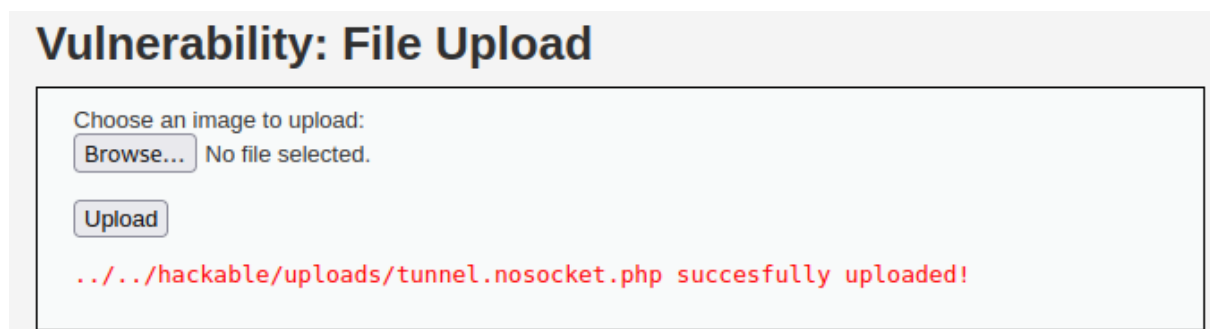 Vulnerability: File Upload
Choose an image to upload:
Browse... No file selected.
Upload
../../hackable/uploads/tunnel.nosocket.php succesfully uploaded!